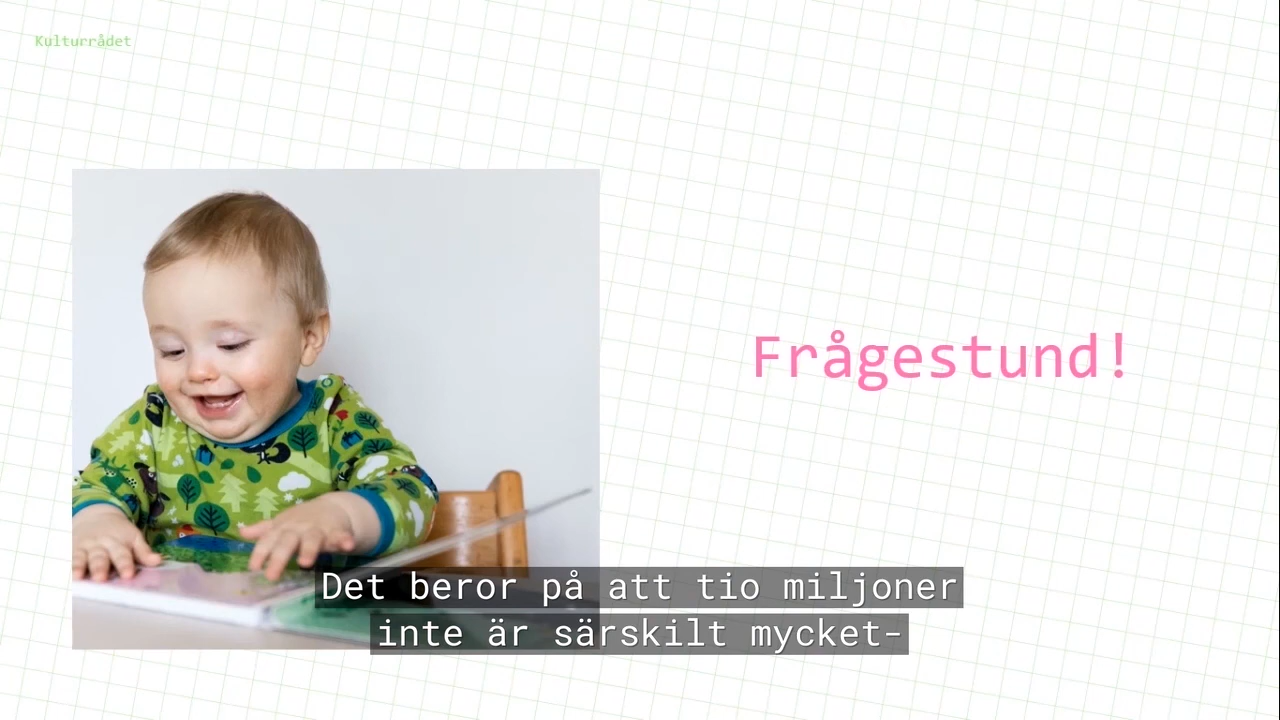 Kulturrådet
Frågestund!
Det beror på att tio miljoner
inte är särskilt mycket-